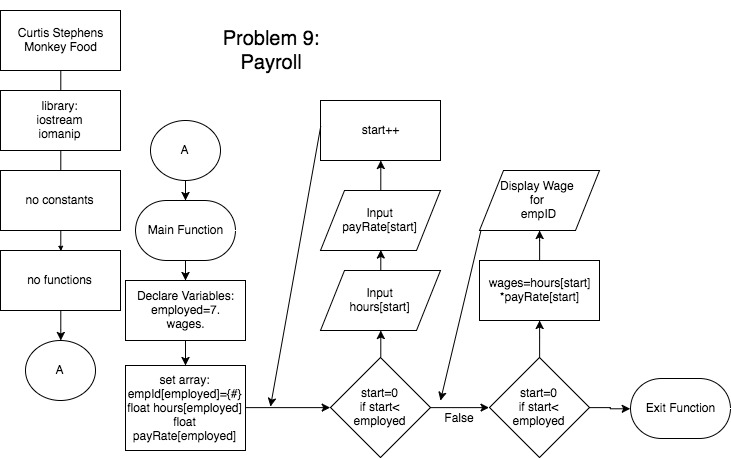 Curtis Stephens
Monkey Food
Problem 9:
Payroll
library:
iostream
iomanip
no constants
no functions
A
A
Main Function
Declare Variables:
employed=7.
wages.
set array:
empId[employed]={#}
float hours[employed]
float
payRate[employed]
start++
Input
payRate[start]
Input
hours[start]
start=0
if start<
employed
False
Display Wage
for
empID
wages=hours[start]
*payRate[start]
start=0
if start<
employed
Exit Function